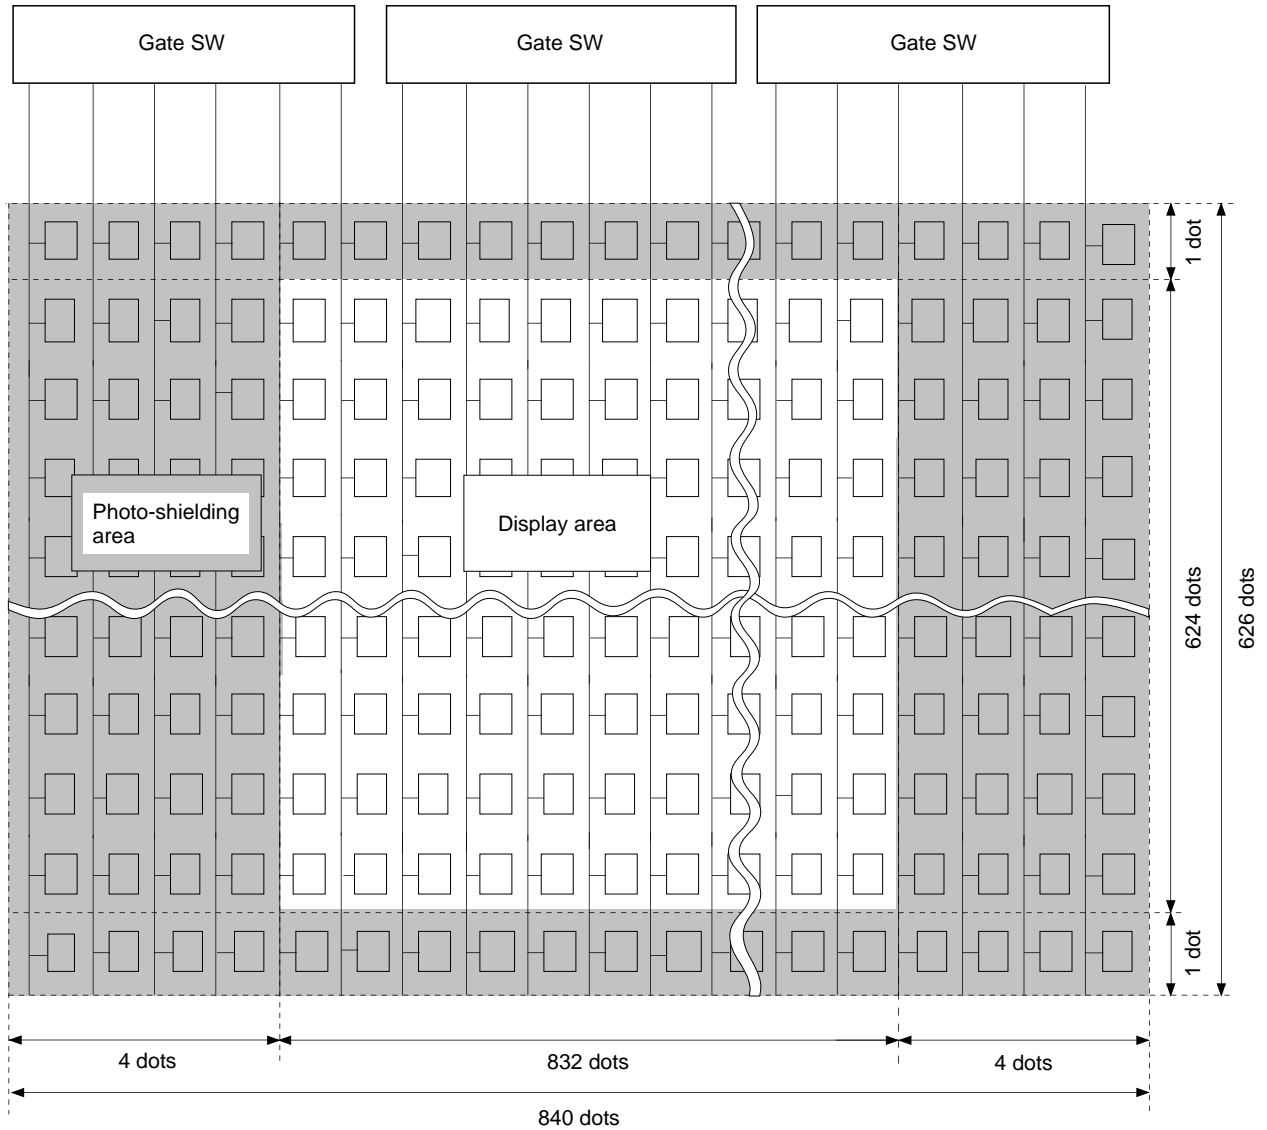 Gate SW
Gate SW
Gate SW
1 dot
Photo-shielding
area
Display area
624 dots
626 dots
1 dot
4 dots
832 dots
4 dots
840 dots